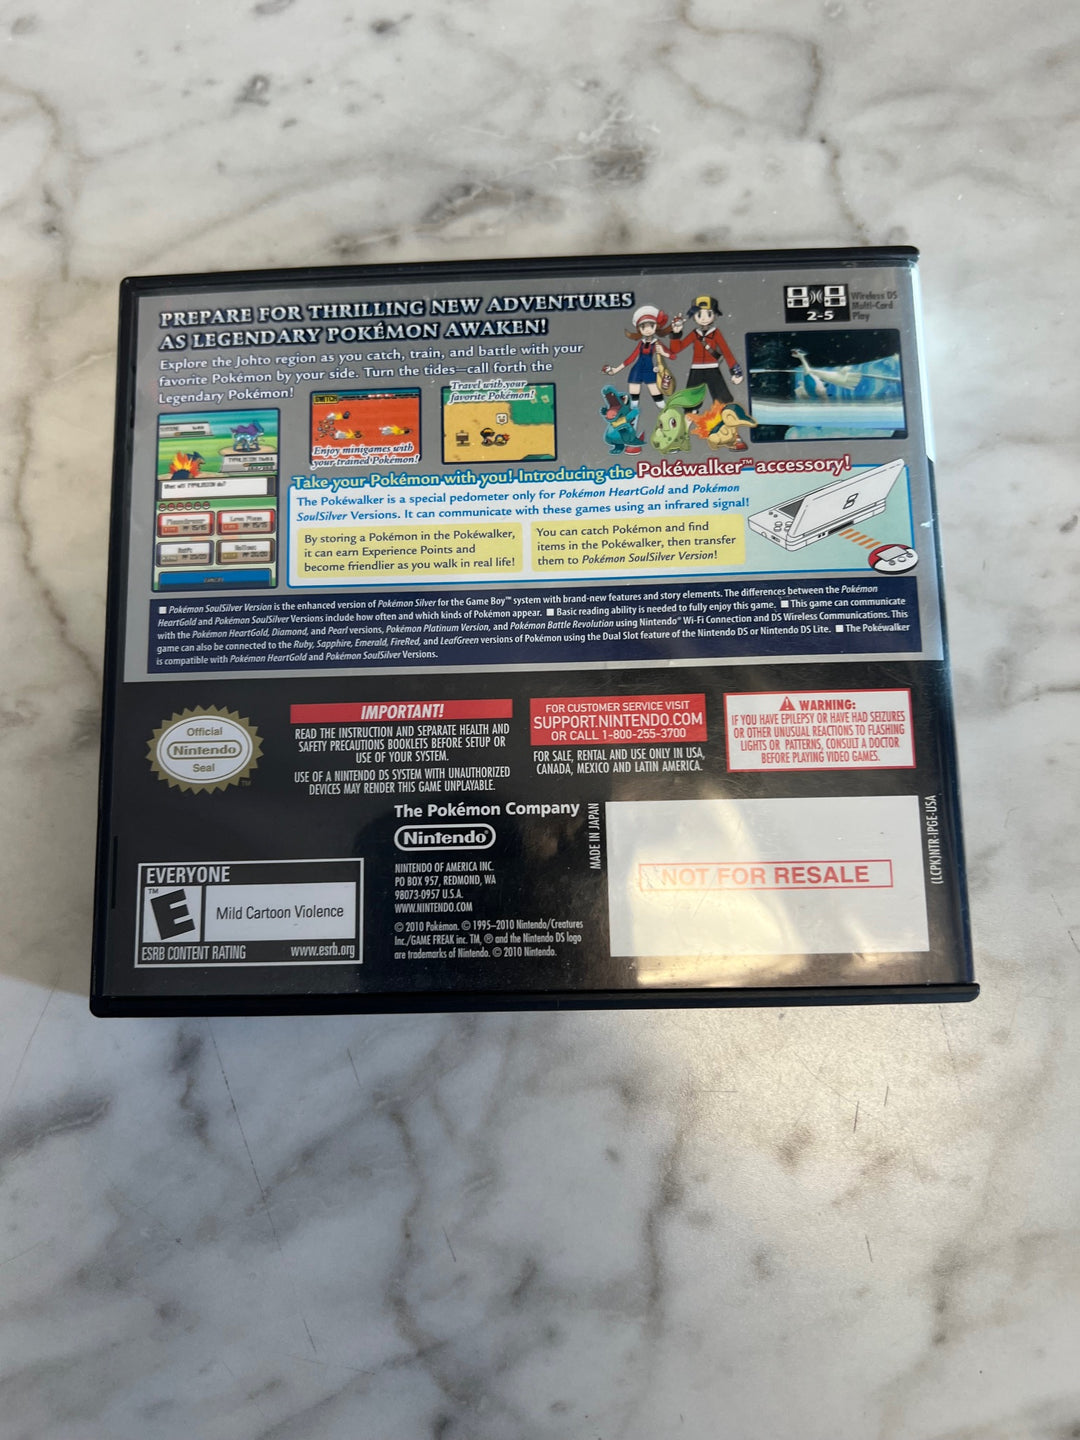 PREPARE FOR THRILLING NEW ADVENTURES
AS LEGENDARY POKÉMON AWAKEN!
Explore the Johto region as you catch, train, and battle with your
favorite Pokémon by your side. Turn the tides—call forth the
Legendary Pokémon!
2-5
Wireless DS
Multi-Card
Play
SWITCH
Enjoy minigames with
your trained Pokémon!
Travel with your
favorite Pokémon!
What will TYPHLOSION do?
Take your Pokémon with you! Introducing the Pokéwalker™ accessory!
The Pokéwalker is a special pedometer only for Pokémon HeartGold and Pokémon
SoulSilver Versions. It can communicate with these games using an infrared signal!
By storing a Pokémon in the Pokéwalker,
it can earn Experience Points and
become friendlier as you walk in real life!
You can catch Pokémon and find
items in the Pokéwalker, then transfer
them to Pokémon SoulSilver Version!
■ Pokémon SoulSilver Version is the enhanced version of Pokémon Silver for the Game Boy™ system with brand-new features and story elements. The differences between the Pokémon
HeartGold and Pokémon SoulSilver Versions include how often and which kinds of Pokémon appear. ■ Basic reading ability is needed to fully enjoy this game. ■ This game can communicate
with the Pokémon HeartGold, Diamond, and Pearl versions, Pokémon Platinum Version, and Pokémon Battle Revolution using Nintendo® Wi-Fi Connection and DS Wireless Communications. This
game can also be connected to the Ruby, Sapphire, Emerald, FireRed, and LeafGreen versions of Pokémon using the Dual Slot feature of the Nintendo DS or Nintendo DS Lite. ■ The Pokéwalker
is compatible with Pokémon HeartGold and Pokémon SoulSilver Versions.
Official
Nintendo
Seal
TM
IMPORTANT!
READ THE INSTRUCTION AND SEPARATE HEALTH AND
SAFETY PRECAUTIONS BOOKLETS BEFORE SETUP OR
USE OF YOUR SYSTEM.
USE OF A NINTENDO DS SYSTEM WITH UNAUTHORIZED
DEVICES MAY RENDER THIS GAME UNPLAYABLE.
FOR CUSTOMER SERVICE VISIT
SUPPORT.NINTENDO.COM
OR CALL 1-800-255-3700
FOR SALE, RENTAL AND USE ONLY IN USA,
CANADA, MEXICO AND LATIN AMERICA.
WARNING:
IF YOU HAVE EPILEPSY OR HAVE HAD SEIZURES
OR OTHER UNUSUAL REACTIONS TO FLASHING
LIGHTS OR PATTERNS, CONSULT A DOCTOR
BEFORE PLAYING VIDEO GAMES.
The Pokémon Company
Nintendo®
NINTENDO OF AMERICA INC.
PO BOX 957, REDMOND, WA
98073-0957 U.S.A.
WWW.NINTENDO.COM
© 2010 Pokémon. © 1995–2010 Nintendo/Creatures
Inc./GAME FREAK inc. TM, ® and the Nintendo DS logo
are trademarks of Nintendo. © 2010 Nintendo.
MADE IN JAPAN
NOT FOR RESALE
(LCPK)NTR-IPGE-USA
EVERYONE
TM
E
Mild Cartoon Violence
ESRB CONTENT RATING
www.esrb.org